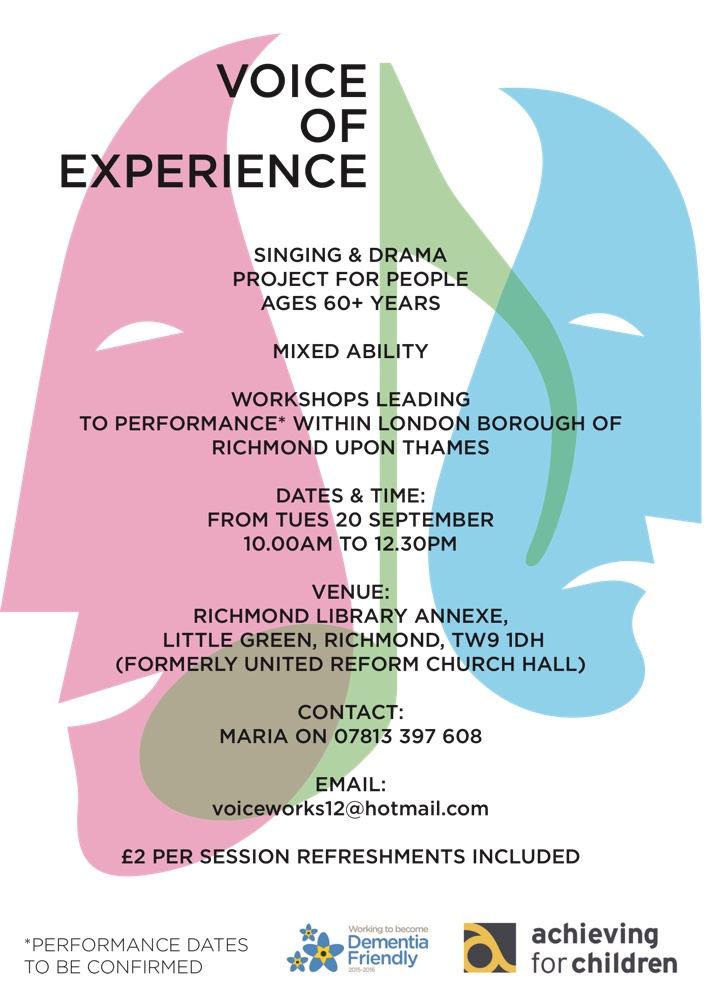 VOICE
OF
EXPERIENCE
SINGING & DRAMA
PROJECT FOR PEOPLE
AGES 60+ YEARS
MIXED ABILITY
WORKSHOPS LEADING
TO PERFORMANCE* WITHIN LONDON BOROUGH OF
RICHMOND UPON THAMES
DATES & TIME:
FROM TUES 20 SEPTEMBER
10.00AM TO 12.30PM
VENUE:
RICHMOND LIBRARY ANNEXE,
LITTLE GREEN, RICHMOND, TW9 1DH
(FORMERLY UNITED REFORM CHURCH HALL)
CONTACT:
MARIA ON 07813 397 608
EMAIL:
voiceworks12@hotmail.com
£2 PER SESSION REFRESHMENTS INCLUDED
*PERFORMANCE DATES
TO BE CONFIRMED
Working to become
Dementia
Friendly
2015-2016
achieving
for children